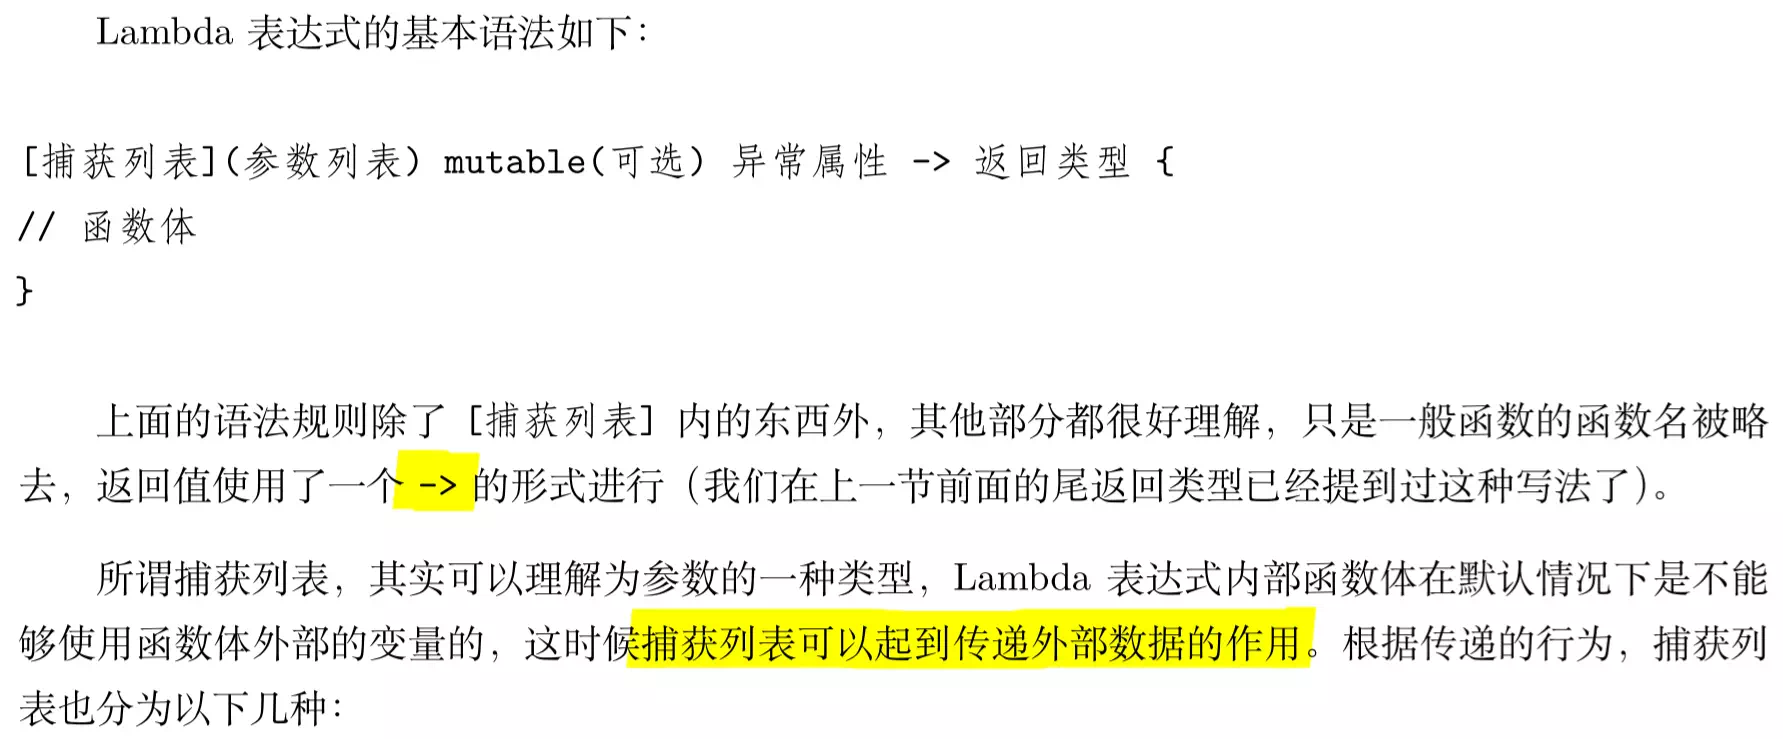 Lambda 表达式的基本语法如下：
[捕获列表](参数列表) mutable(可选) 异常属性 -> 返回类型 {
// 函数体
}
上面的语法规则除了 [捕获列表] 内的东西外，其他部分都很好理解，只是一般函数的函数名被略
去，返回值使用了一个 -> 的形式进行（我们在上一节前面的尾返回类型已经提到过这种写法了）。
所谓捕获列表，其实可以理解为参数的一种类型，Lambda 表达式内部函数体在默认情况下是不能
够使用函数体外部的变量的，这时候捕获列表可以起到传递外部数据的作用。根据传递的行为，捕获列
表也分为以下几种：